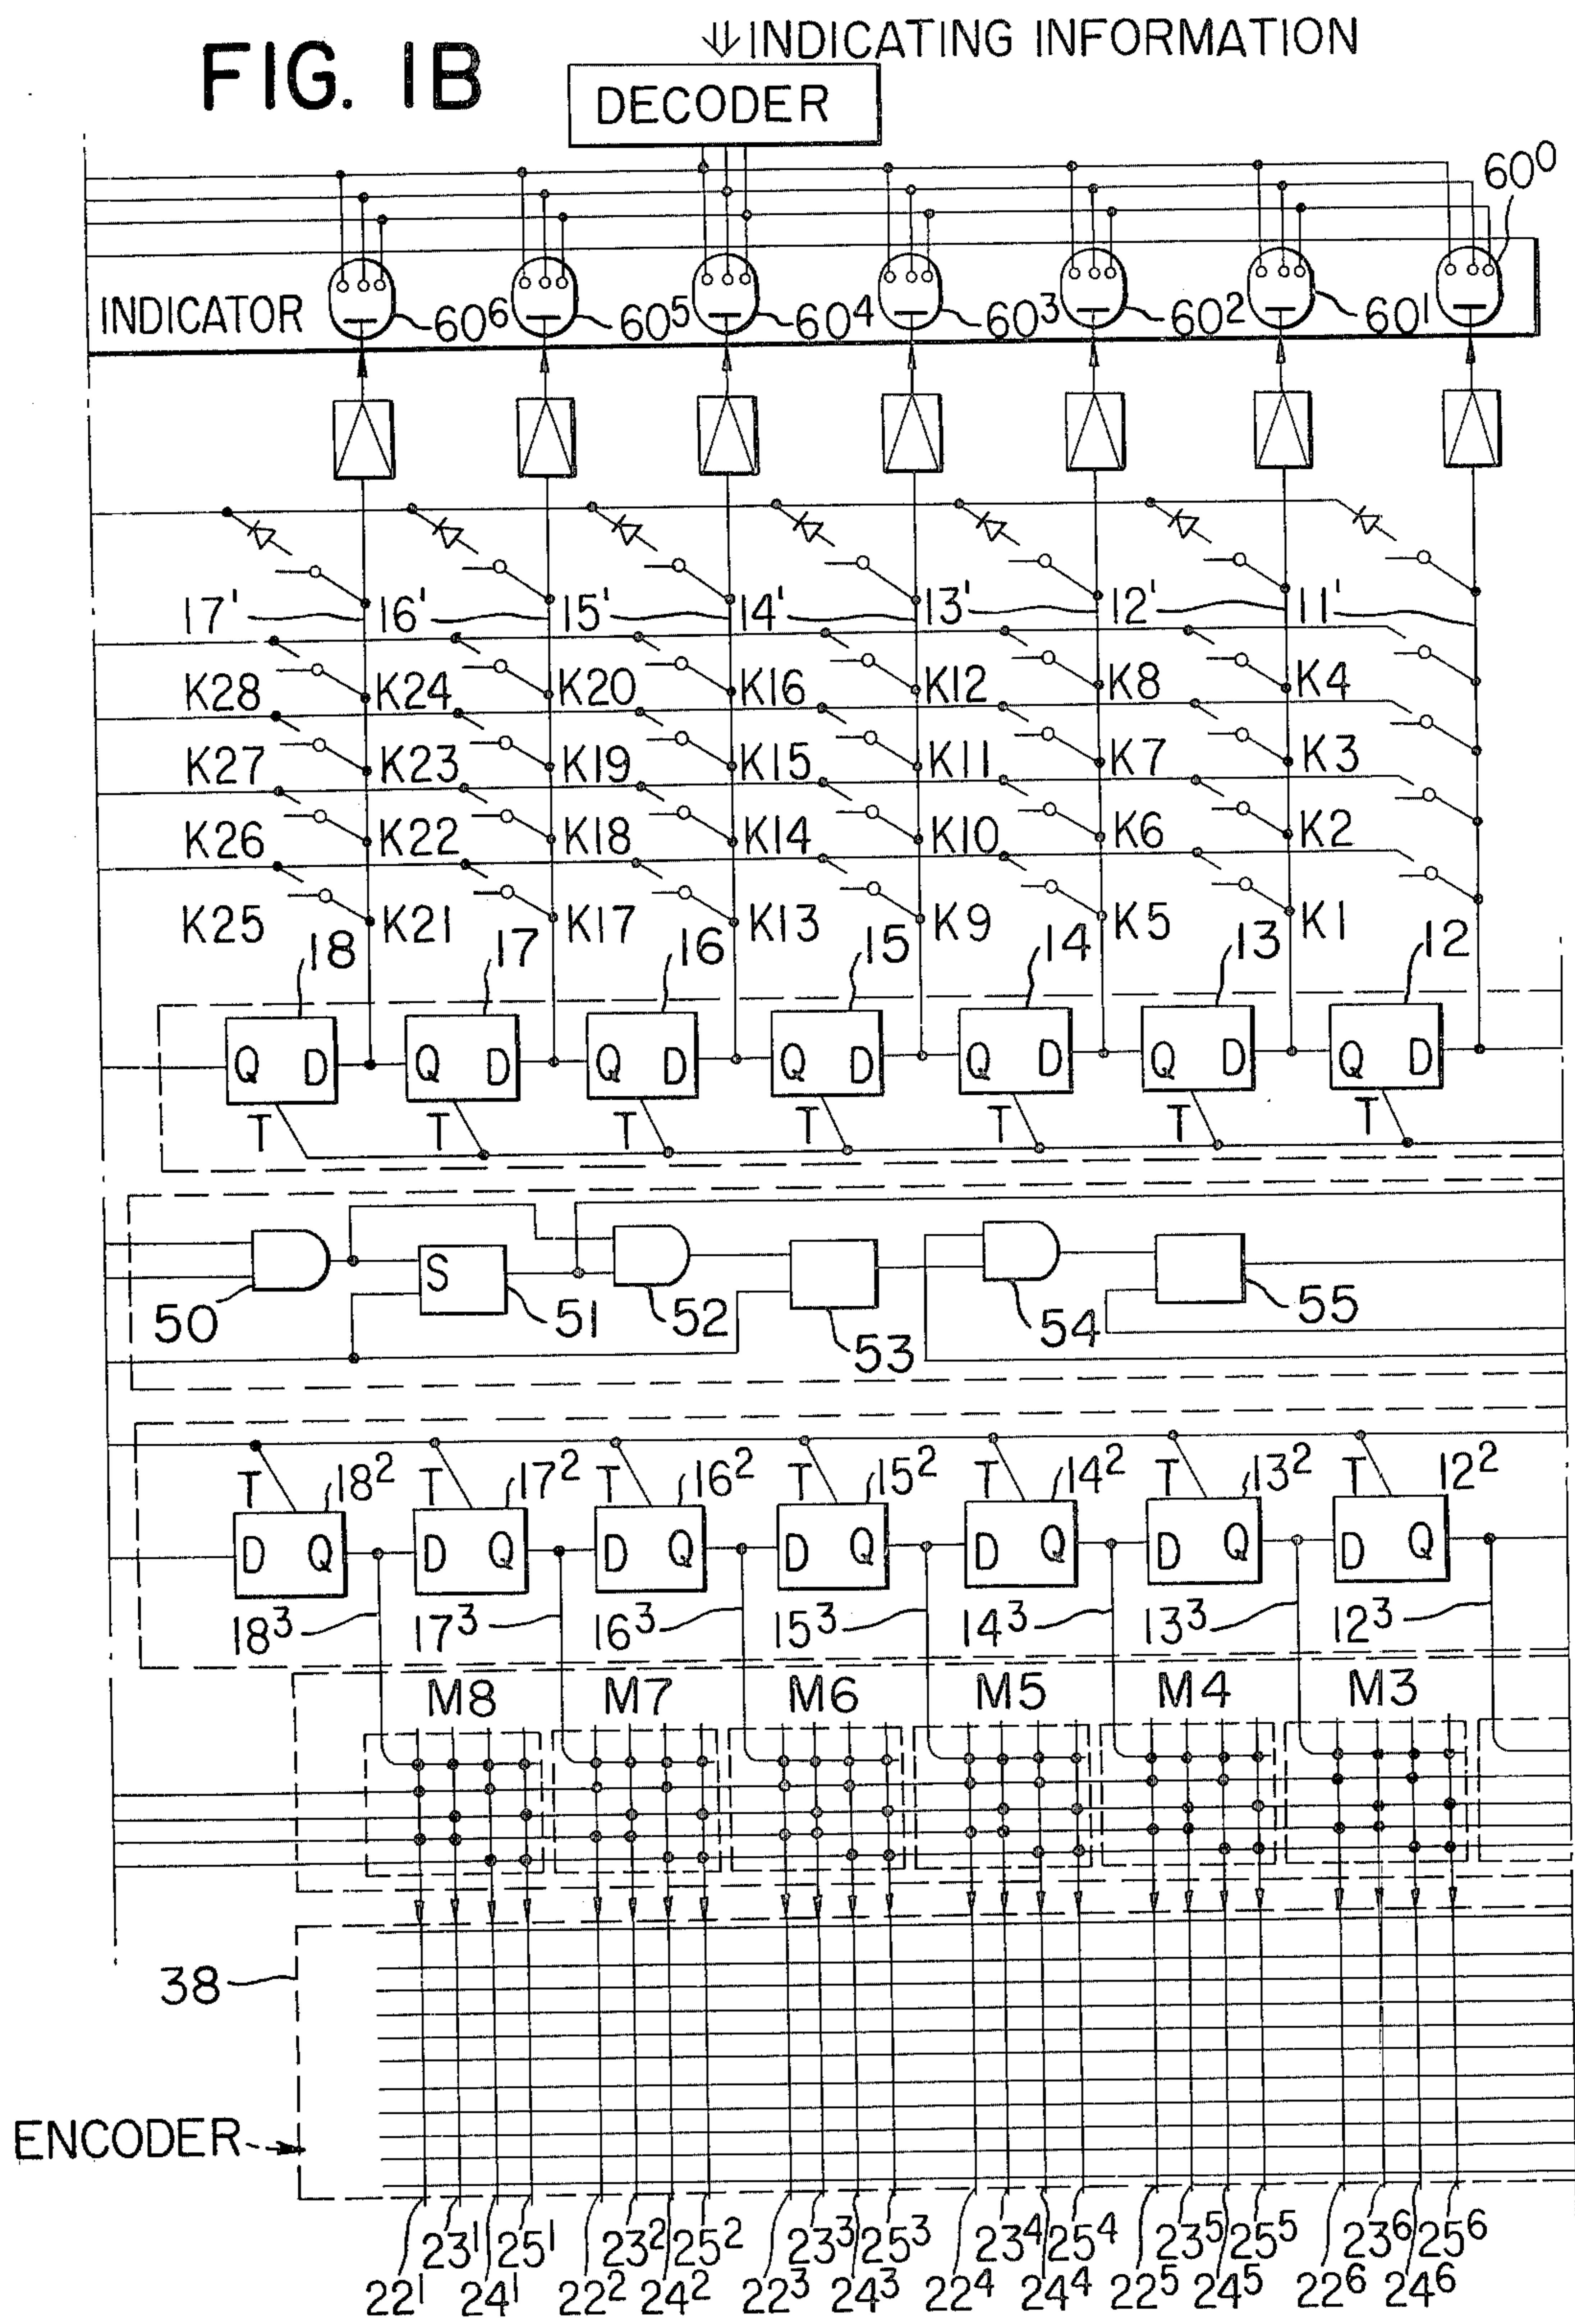 FIG. 1B
INDICATING INFORMATION
DECODER
60⁰
INDICATOR 60⁶ 60⁵ 60⁴ 60³ 60² 60¹
17' 16' 15' 14' 13' 12' 11'
K28 K24 K20 K16 K12 K8 K4
K27 K23 K19 K15 K11 K7 K3
K26 K22 K18 K14 K10 K6 K2
K25 K21 K17 K13 K9 K5 K1
18 17 16 15 14 13 12
Q D Q D Q D Q D Q D Q D Q D
T T T T T T T
S
50 51 52 53 54 55
T 18² T 17² T 16² T 15² T 14² T 13² T 12²
D Q D Q D Q D Q D Q D Q D Q
18³ 17³ 16³ 15³ 14³ 13³ 12³
M8 M7 M6 M5 M4 M3
38
ENCODER
23¹ 25¹ 23² 25² 23³ 25³ 23⁴ 25⁴ 23⁵ 25⁵ 23⁶ 25⁶
22¹ 24¹ 22² 24² 22³ 24³ 22⁴ 24⁴ 22⁵ 24⁵ 22⁶ 24⁶